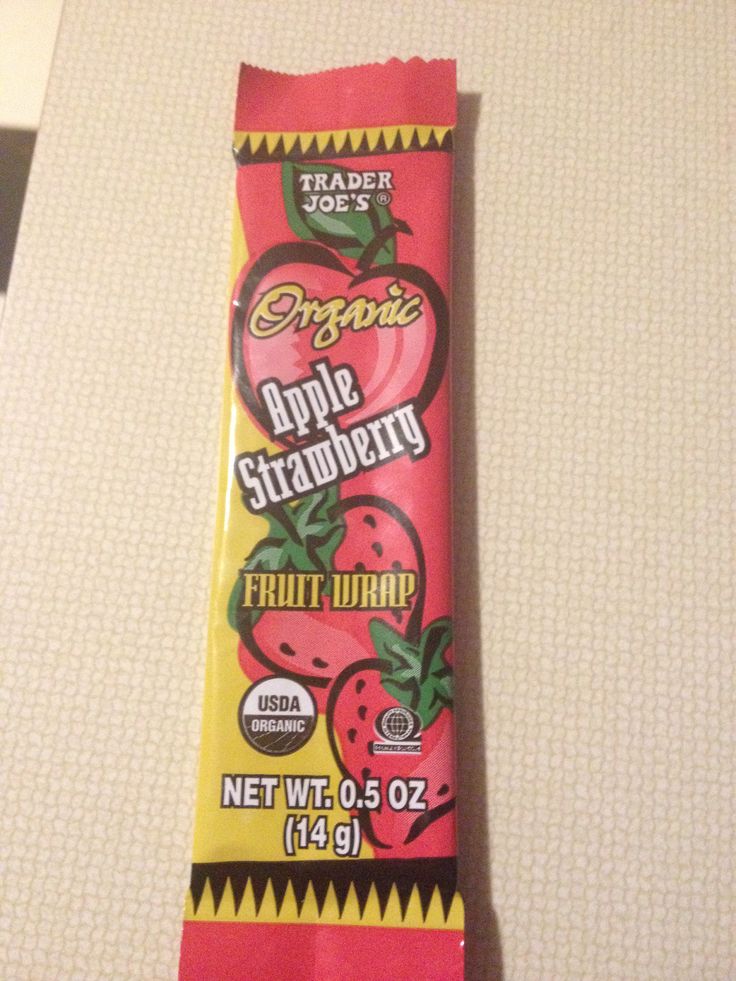 TRADER
JOE'S ®
Organic
Apple
Strawberry
FRUIT WRAP
USDA
ORGANIC
NET WT. 0.5 OZ
(14 g)